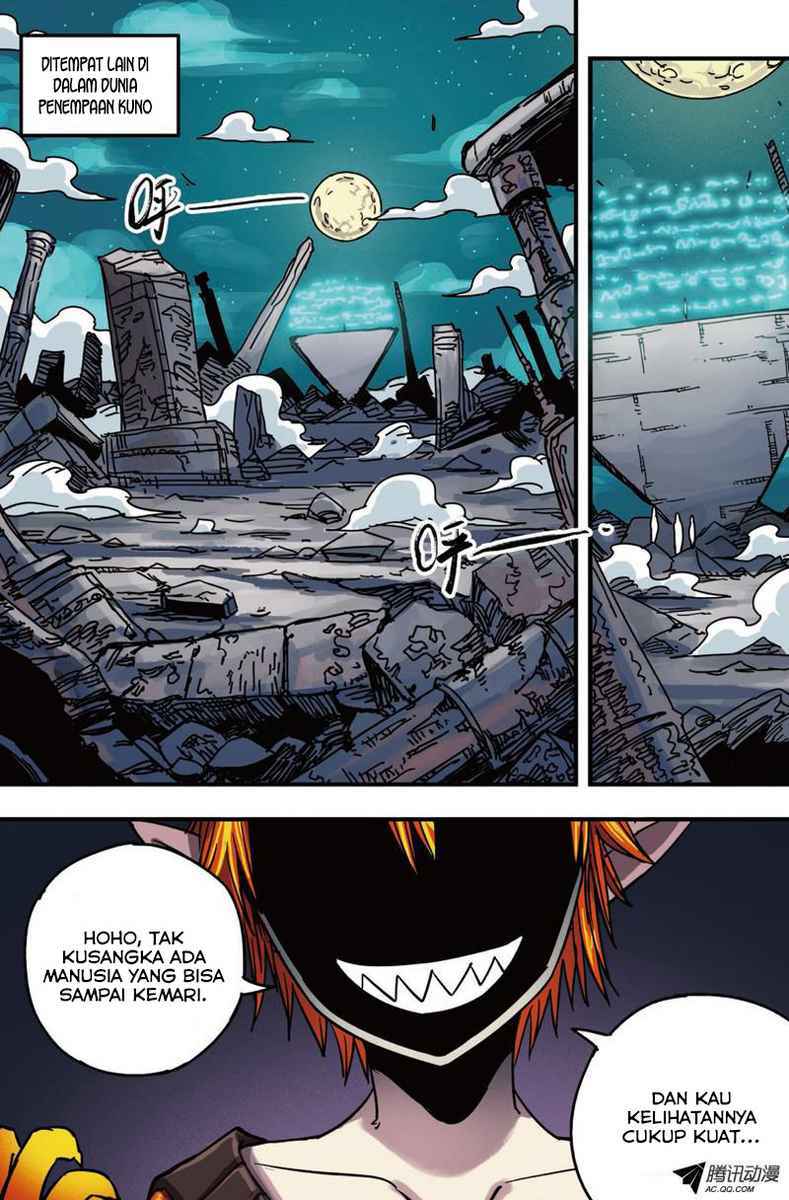 DITEMPAT LAIN DI
DALAM DUNIA
PENEMPAAN KUNO
呼
呼
HOHO, TAK
KUSANGKA ADA
MANUSIA YANG BISA
SAMPAI KEMARI.
DAN KAU
KELIHATANNYA
CUKUP KUAT...
腾讯动漫
AC.QQ.COM